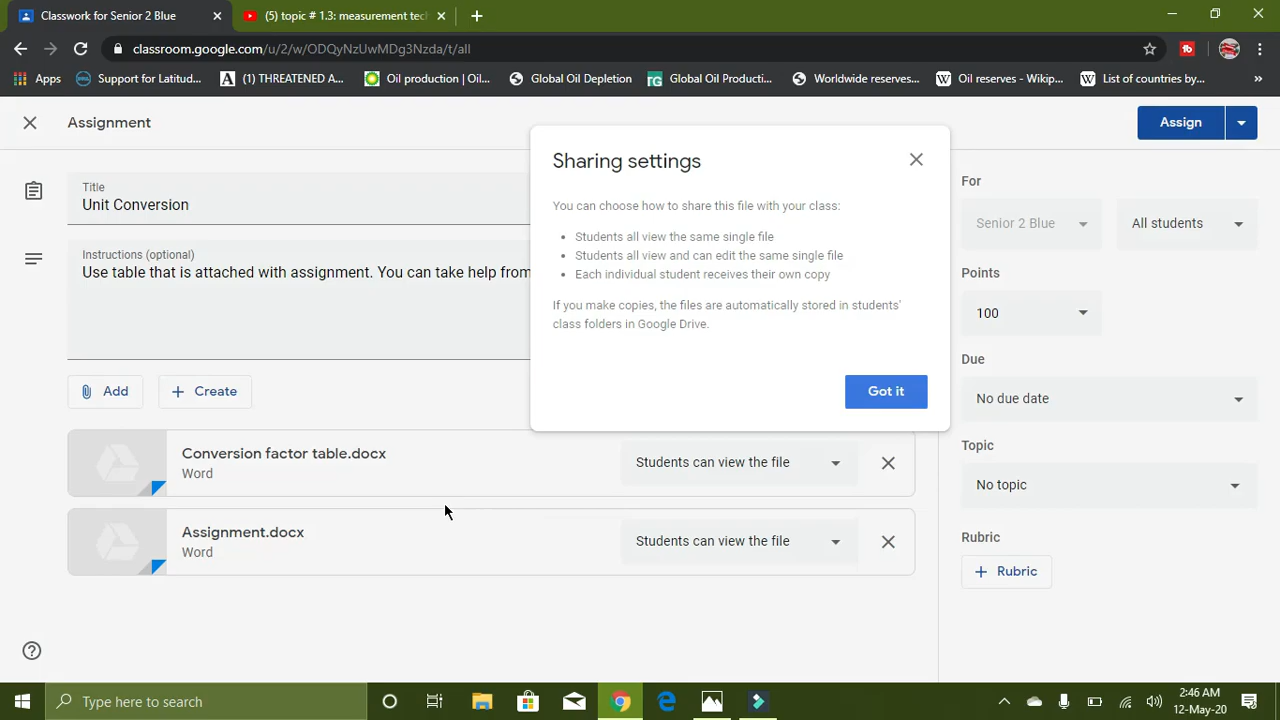 Classwork for Senior 2 Blue
(5) topic # 1.3: measurement tec
classroom.google.com/u/2/w/ODQyNzUwMDg3Nzda/t/all
Apps
Support for Latitud...
(1) THREATENED A...
Oil production | Oil...
Global Oil Depletion
Global Oil Producti...
Worldwide reserves...
Oil reserves - Wikip...
List of countries by...
»
Assignment
Assign
Title
Unit Conversion
Instructions (optional)
Use table that is attached with assignment. You can take help from
Add
Create
Conversion factor table.docx
Word
Students can view the file
Assignment.docx
Word
Students can view the file
Sharing settings
You can choose how to share this file with your class:
• Students all view the same single file
• Students all view and can edit the same single file
• Each individual student receives their own copy
If you make copies, the files are automatically stored in students'
class folders in Google Drive.
Got it
For
Senior 2 Blue
All students
Points
100
Due
No due date
Topic
No topic
Rubric
Rubric
Type here to search
2:46 AM
12-May-20